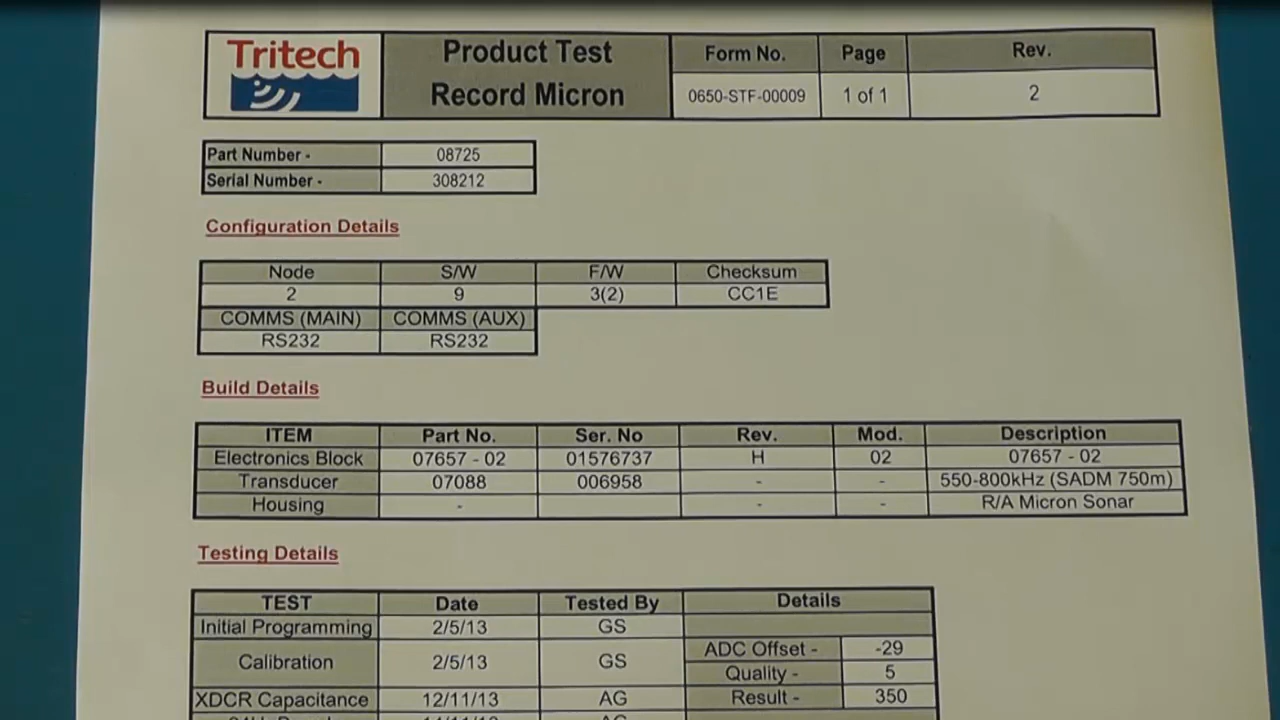 Tritech
Product Test
Record Micron
Form No. Page Rev.
0650-STF-00009 1 of 1 2
Part Number - 08725
Serial Number - 308212
Configuration Details
Node S/W F/W Checksum
2 9 3(2) CC1E
COMMS (MAIN) COMMS (AUX)
RS232 RS232
Build Details
ITEM Part No. Ser. No Rev. Mod. Description
Electronics Block 07657 - 02 01576737 H 02 07657 - 02
Transducer 07088 006958 - - 550-800kHz (SADM 750m)
Housing - - - R/A Micron Sonar
Testing Details
TEST Date Tested By Details
Initial Programming 2/5/13 GS
Calibration 2/5/13 GS ADC Offset - -29
Quality - 5
XDCR Capacitance 12/11/13 AG Result - 350
AG